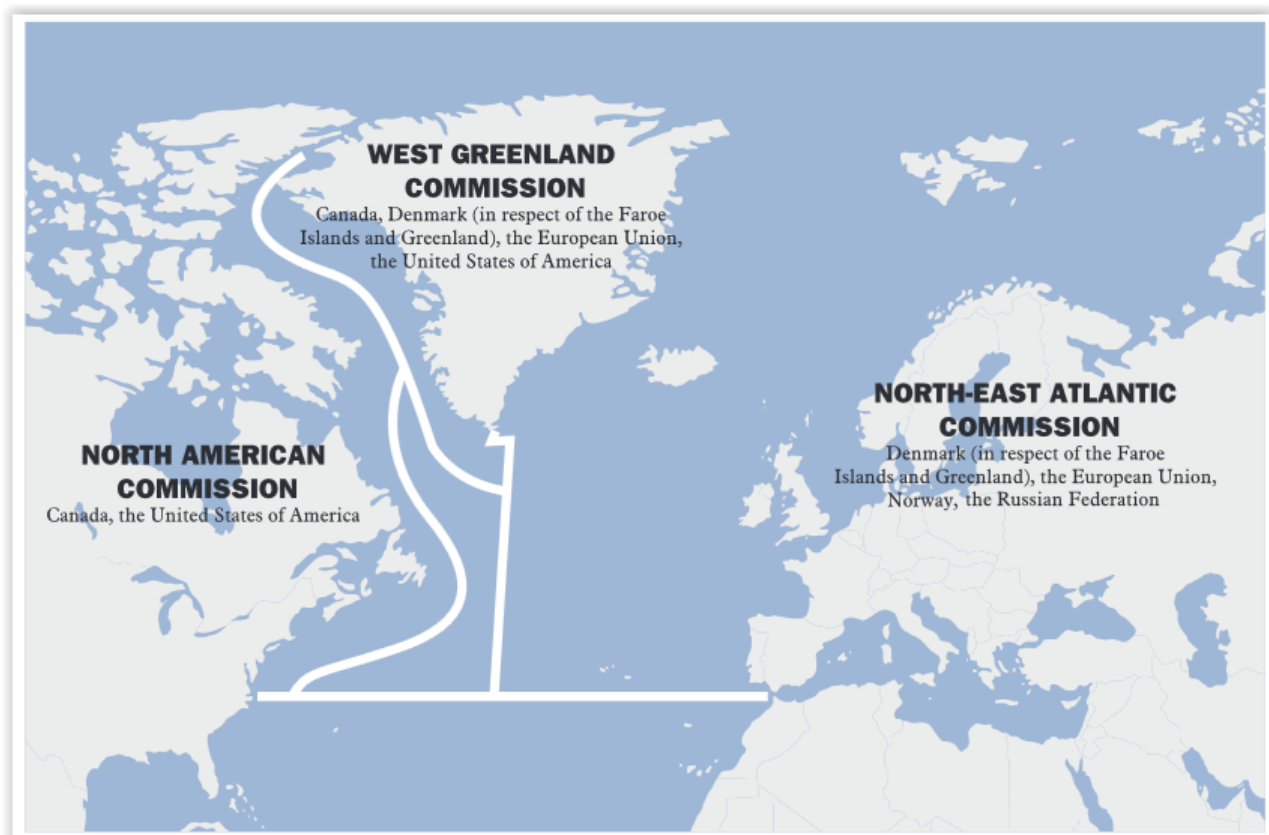 WEST GREENLAND
COMMISSION
Canada, Denmark (in respect of the Faroe
Islands and Greenland), the European Union,
the United States of America
NORTH AMERICAN
COMMISSION
Canada, the United States of America
NORTH-EAST ATLANTIC
COMMISSION
Denmark (in respect of the Faroe
Islands and Greenland), the European Union,
Norway, the Russian Federation